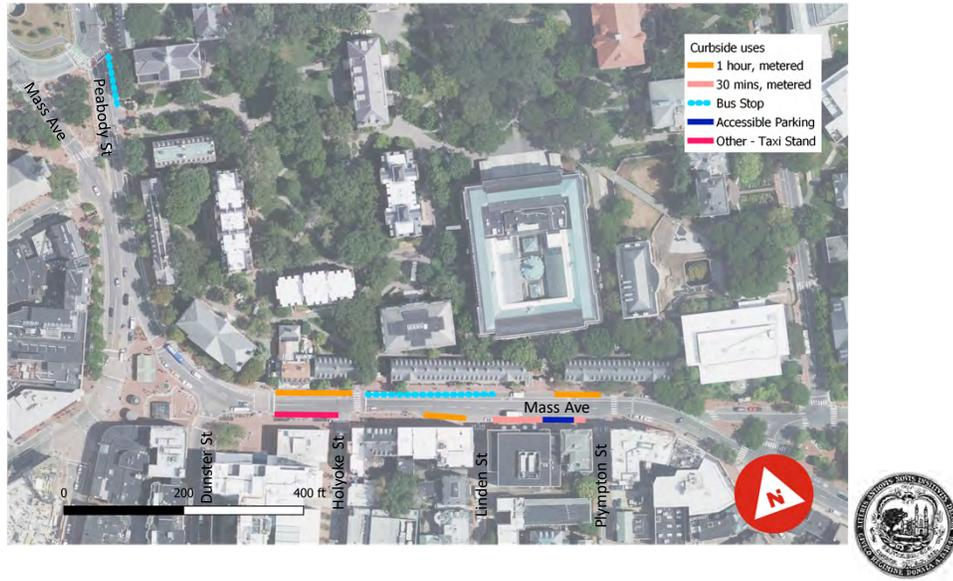 Curbside uses
1 hour, metered
30 mins, metered
Bus Stop
Accessible Parking
Other - Taxi Stand
Mass Ave
Peabody St
Mass Ave
Dunster St
Holyoke St
Linden St
Plympton St
0
200
400 ft
N